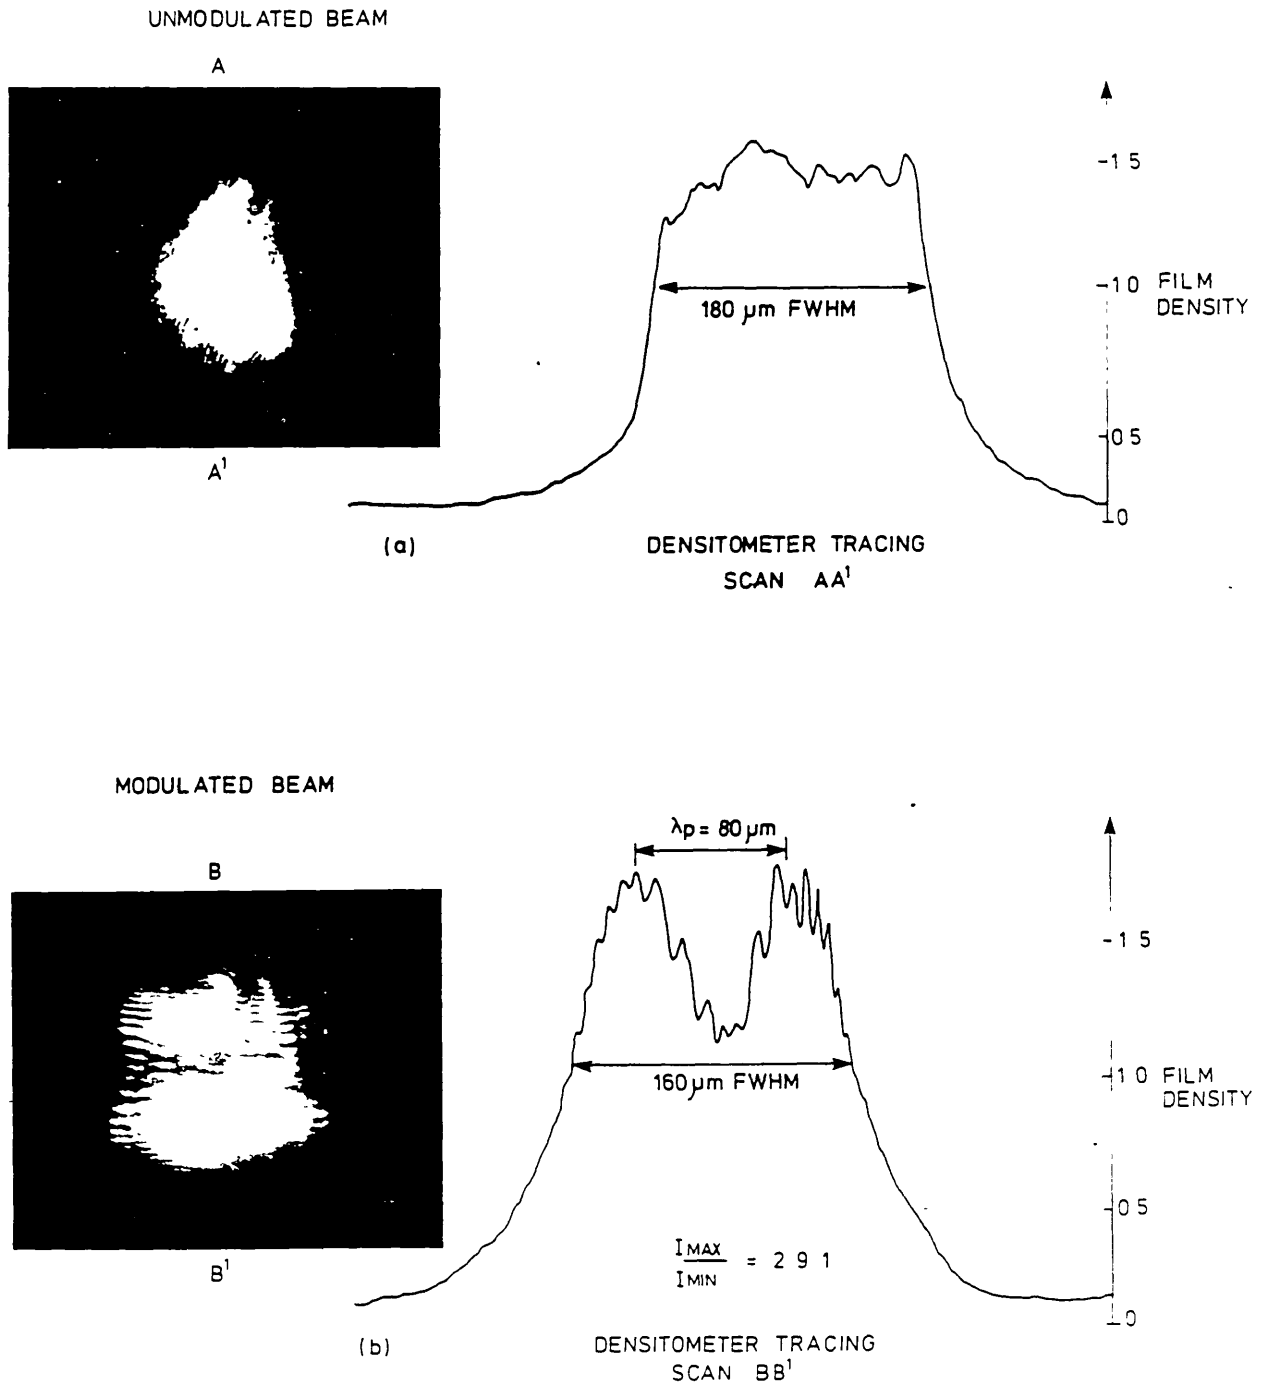 UNMODULATED BEAM
A
A¹
(a)
-1 5
-1 0 FILM
DENSITY
0 5
0
180 µm FWHM
DENSITOMETER TRACING
SCAN AA¹
MODULATED BEAM
B
B¹
(b)
λp = 80 µm
-1 5
1 0 FILM
DENSITY
0 5
0
160 µm FWHM
IMAX
IMIN
= 2 9 1
DENSITOMETER TRACING
SCAN BB¹